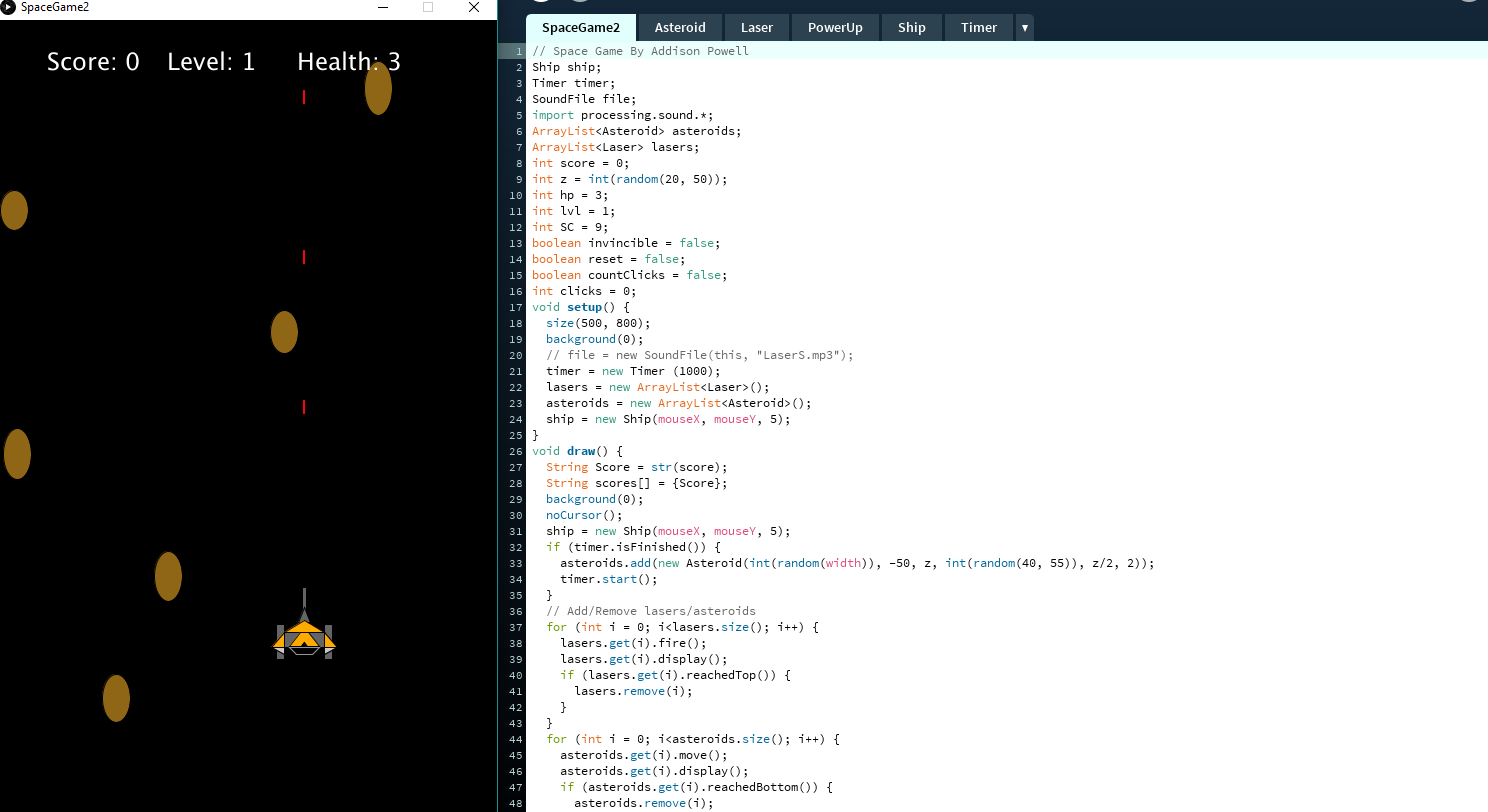 SpaceGame2
Score: 0 Level: 1 Health: 3
SpaceGame2 Asteroid Laser PowerUp Ship Timer
1 // Space Game By Addison Powell
2 Ship ship;
3 Timer timer;
4 SoundFile file;
5 import processing.sound.*;
6 ArrayList<Asteroid> asteroids;
7 ArrayList<Laser> lasers;
8 int score = 0;
9 int z = int(random(20, 50));
10 int hp = 3;
11 int lvl = 1;
12 int SC = 9;
13 boolean invincible = false;
14 boolean reset = false;
15 boolean countClicks = false;
16 int clicks = 0;
17 void setup() {
18 size(500, 800);
19 background(0);
20 // file = new SoundFile(this, "LaserS.mp3");
21 timer = new Timer (1000);
22 lasers = new ArrayList<Laser>();
23 asteroids = new ArrayList<Asteroid>();
24 ship = new Ship(mouseX, mouseY, 5);
25 }
26 void draw() {
27 String Score = str(score);
28 String scores[] = {Score};
29 background(0);
30 noCursor();
31 ship = new Ship(mouseX, mouseY, 5);
32 if (timer.isFinished()) {
33 asteroids.add(new Asteroid(int(random(width)), -50, z, int(random(40, 55)), z/2, 2));
34 timer.start();
35 }
36 // Add/Remove lasers/asteroids
37 for (int i = 0; i<lasers.size(); i++) {
38 lasers.get(i).fire();
39 lasers.get(i).display();
40 if (lasers.get(i).reachedTop()) {
41 lasers.remove(i);
42 }
43 }
44 for (int i = 0; i<asteroids.size(); i++) {
45 asteroids.get(i).move();
46 asteroids.get(i).display();
47 if (asteroids.get(i).reachedBottom()) {
48 asteroids.remove(i);